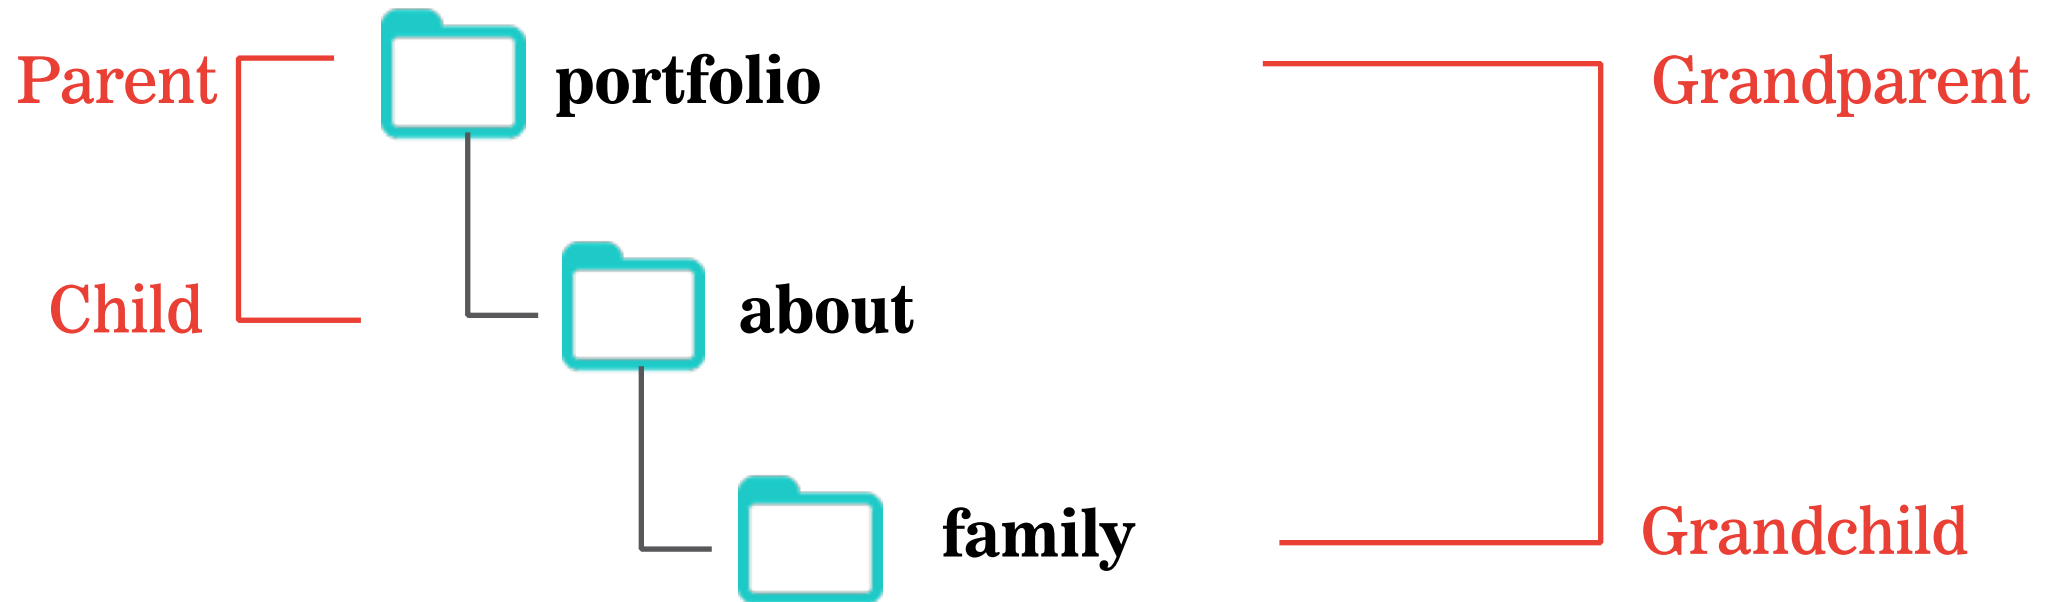 Parent
portfolio
Grandparent
Child
about
family
Grandchild